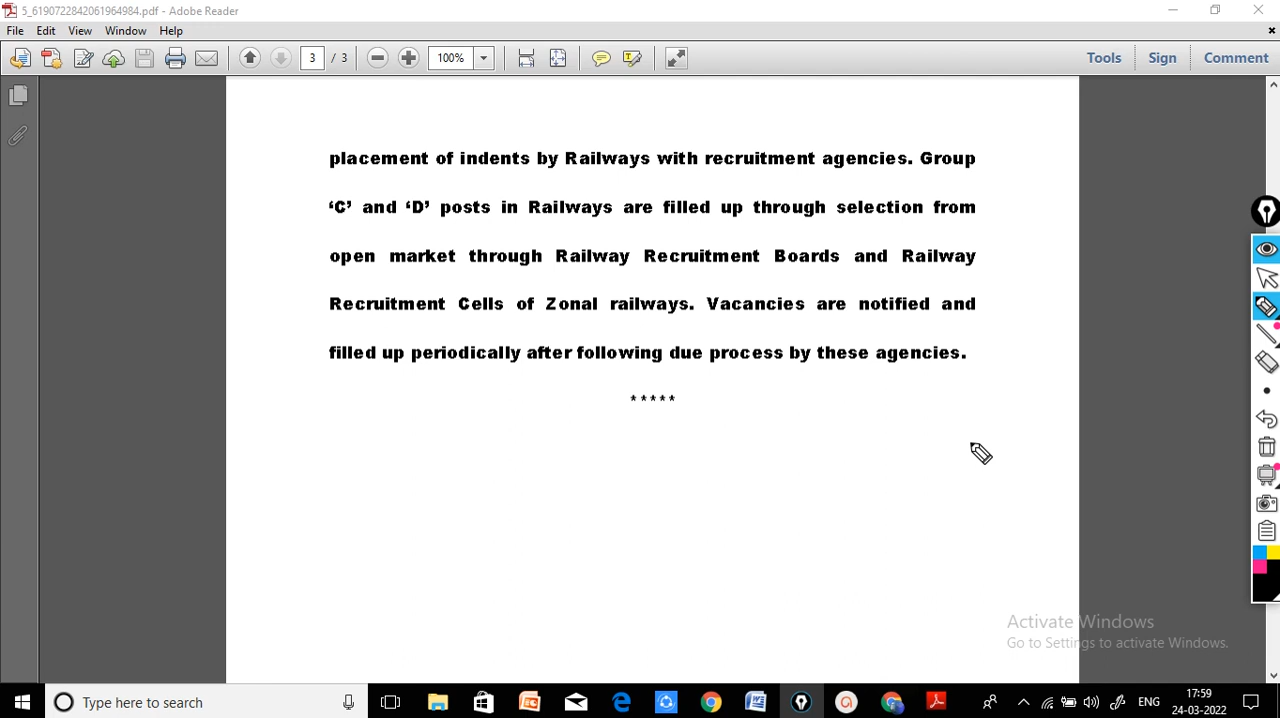 5_6190722842061964984.pdf - Adobe Reader
File Edit View Window Help
3 / 3 100% Tools Sign Comment
placement of indents by Railways with recruitment agencies. Group
‘C’ and ‘D’ posts in Railways are filled up through selection from
open market through Railway Recruitment Boards and Railway
Recruitment Cells of Zonal railways. Vacancies are notified and
filled up periodically after following due process by these agencies.
*****
Activate Windows
Go to Settings to activate Windows.
Type here to search
ENG
17:59
24-03-2022